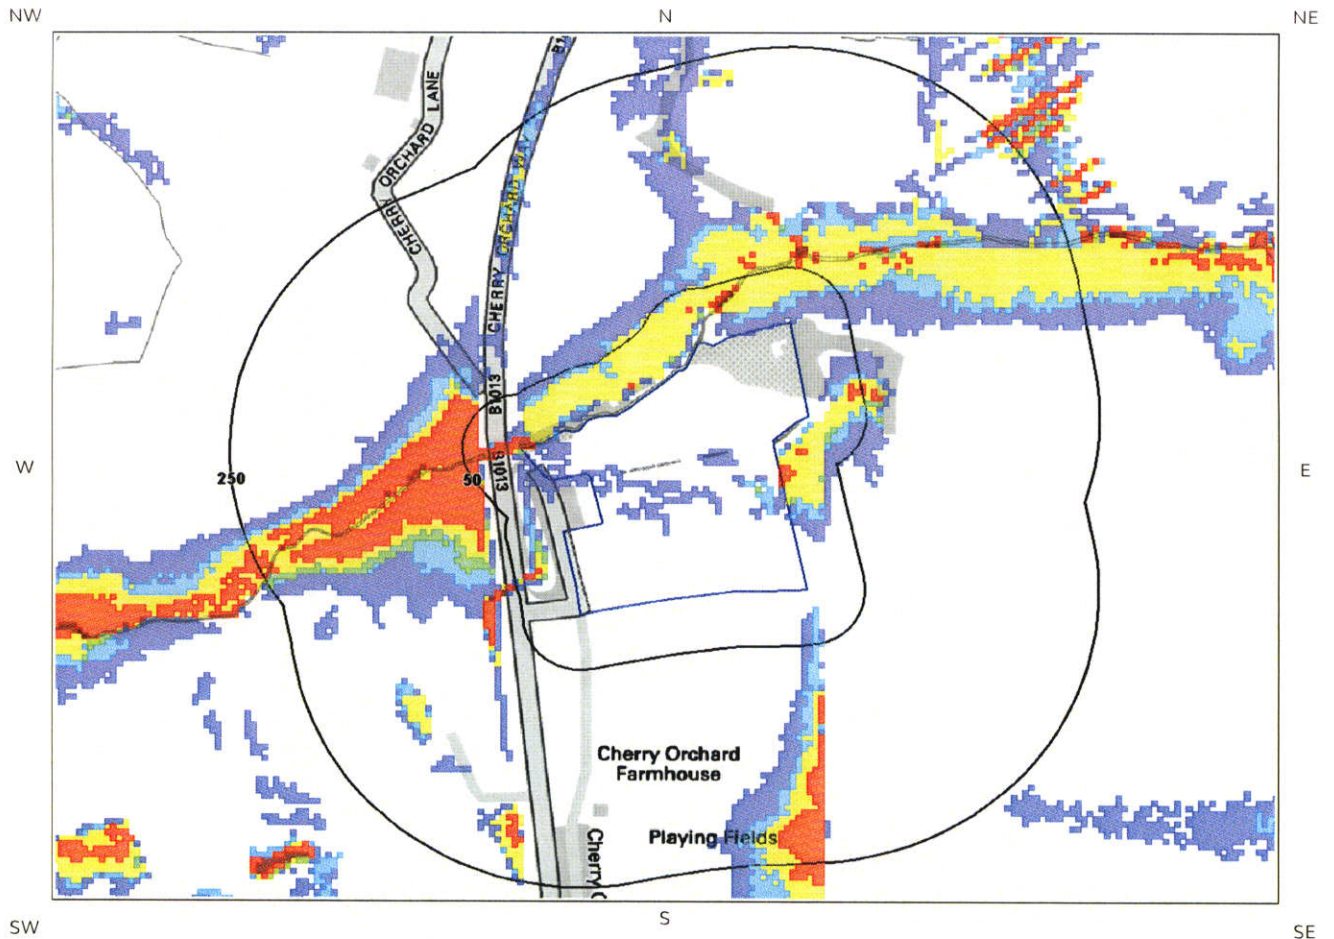 NW
N
NE
B1
CHERRY ORCHARD LANE
CHERRY ORCHARD WAY
B1013
W
250
50
B1013
E
Cherry Orchard
Farmhouse
Playing Fields
Cherry O
SW
S
SE